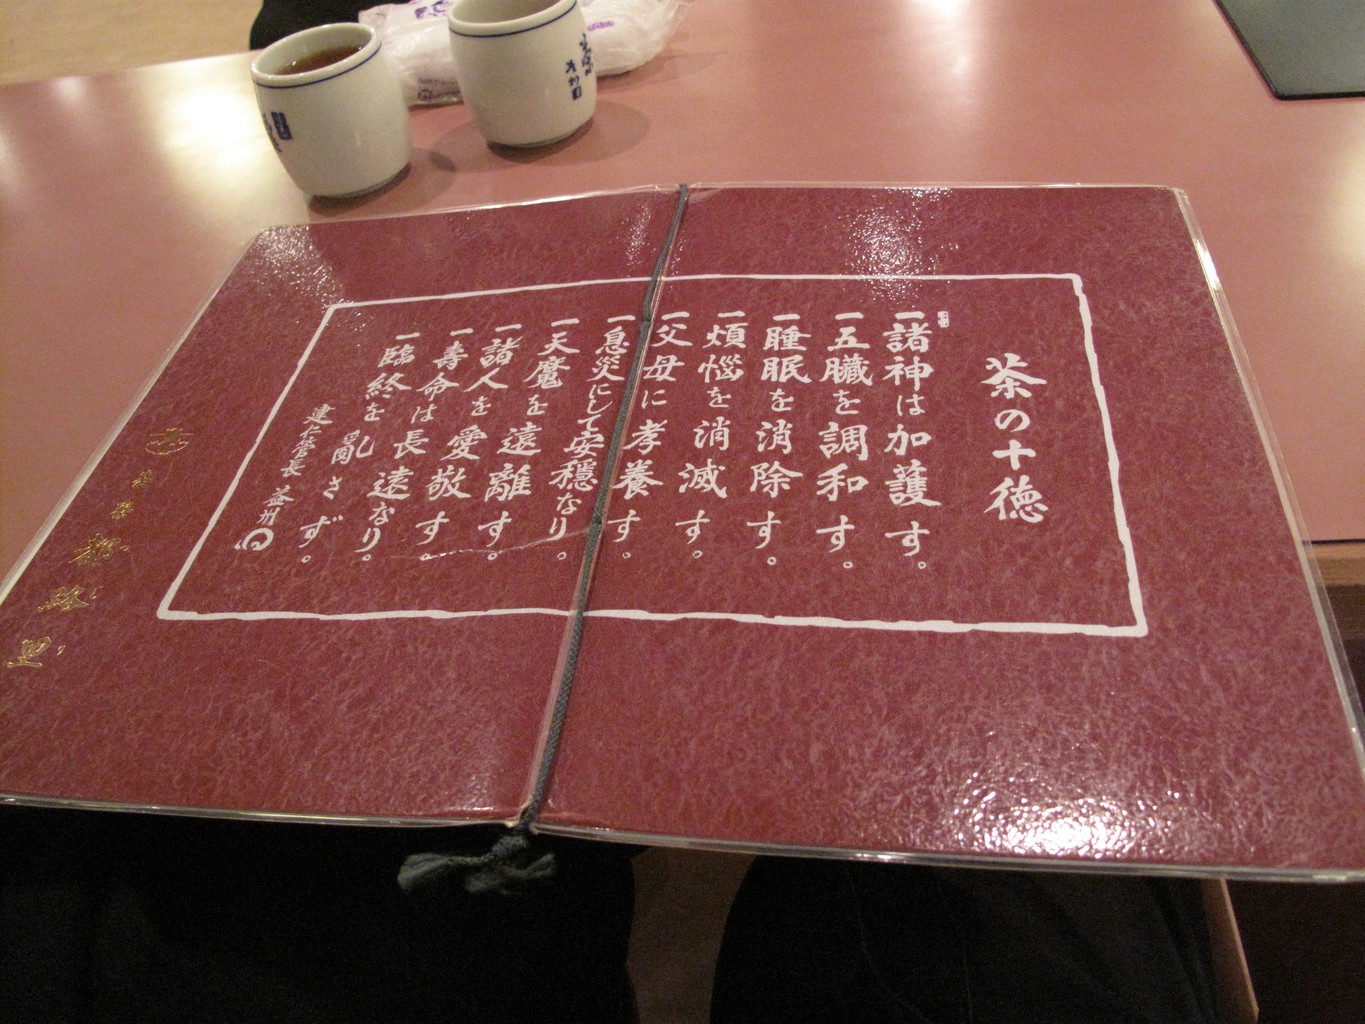 茶の十徳
一諸神は加護す。
一五臓を調和す。
一睡眠を消除す。
一煩悩を消滅す。
一父母に孝養す。
一息災にして安穏なり。
一天魔を遠離す。
一諸人を愛敬す。
一壽命は長遠なり。
一臨終を乱さず。
建仁管長 益州
茶寮 都路里